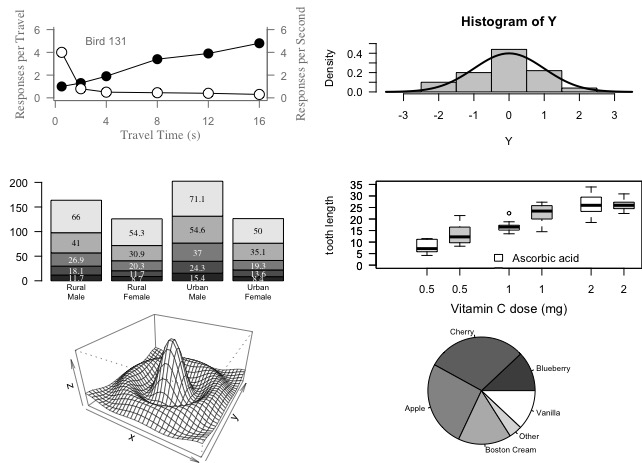 Responses per Travel
6
4
2
0
Bird 131
6
4
2
0
Responses per Second
0 4 8 12 16
Travel Time (s)
Histogram of Y
Density
0.4
0.2
0.0
-3 -2 -1 0 1 2 3
Y
200
150
100
50
0
66
41
26.9
18.1
11.7
54.3
30.9
20.3
11.7
8.7
71.1
54.6
37
24.3
15.4
50
35.1
19.3
13.6
8.4
Rural Male
Rural Female
Urban Male
Urban Female
tooth length
35
30
25
20
15
10
5
0
Ascorbic acid
0.5 0.5 1 1 2 2
Vitamin C dose (mg)
z
x
y
Cherry
Blueberry
Apple
Vanilla
Other
Boston Cream